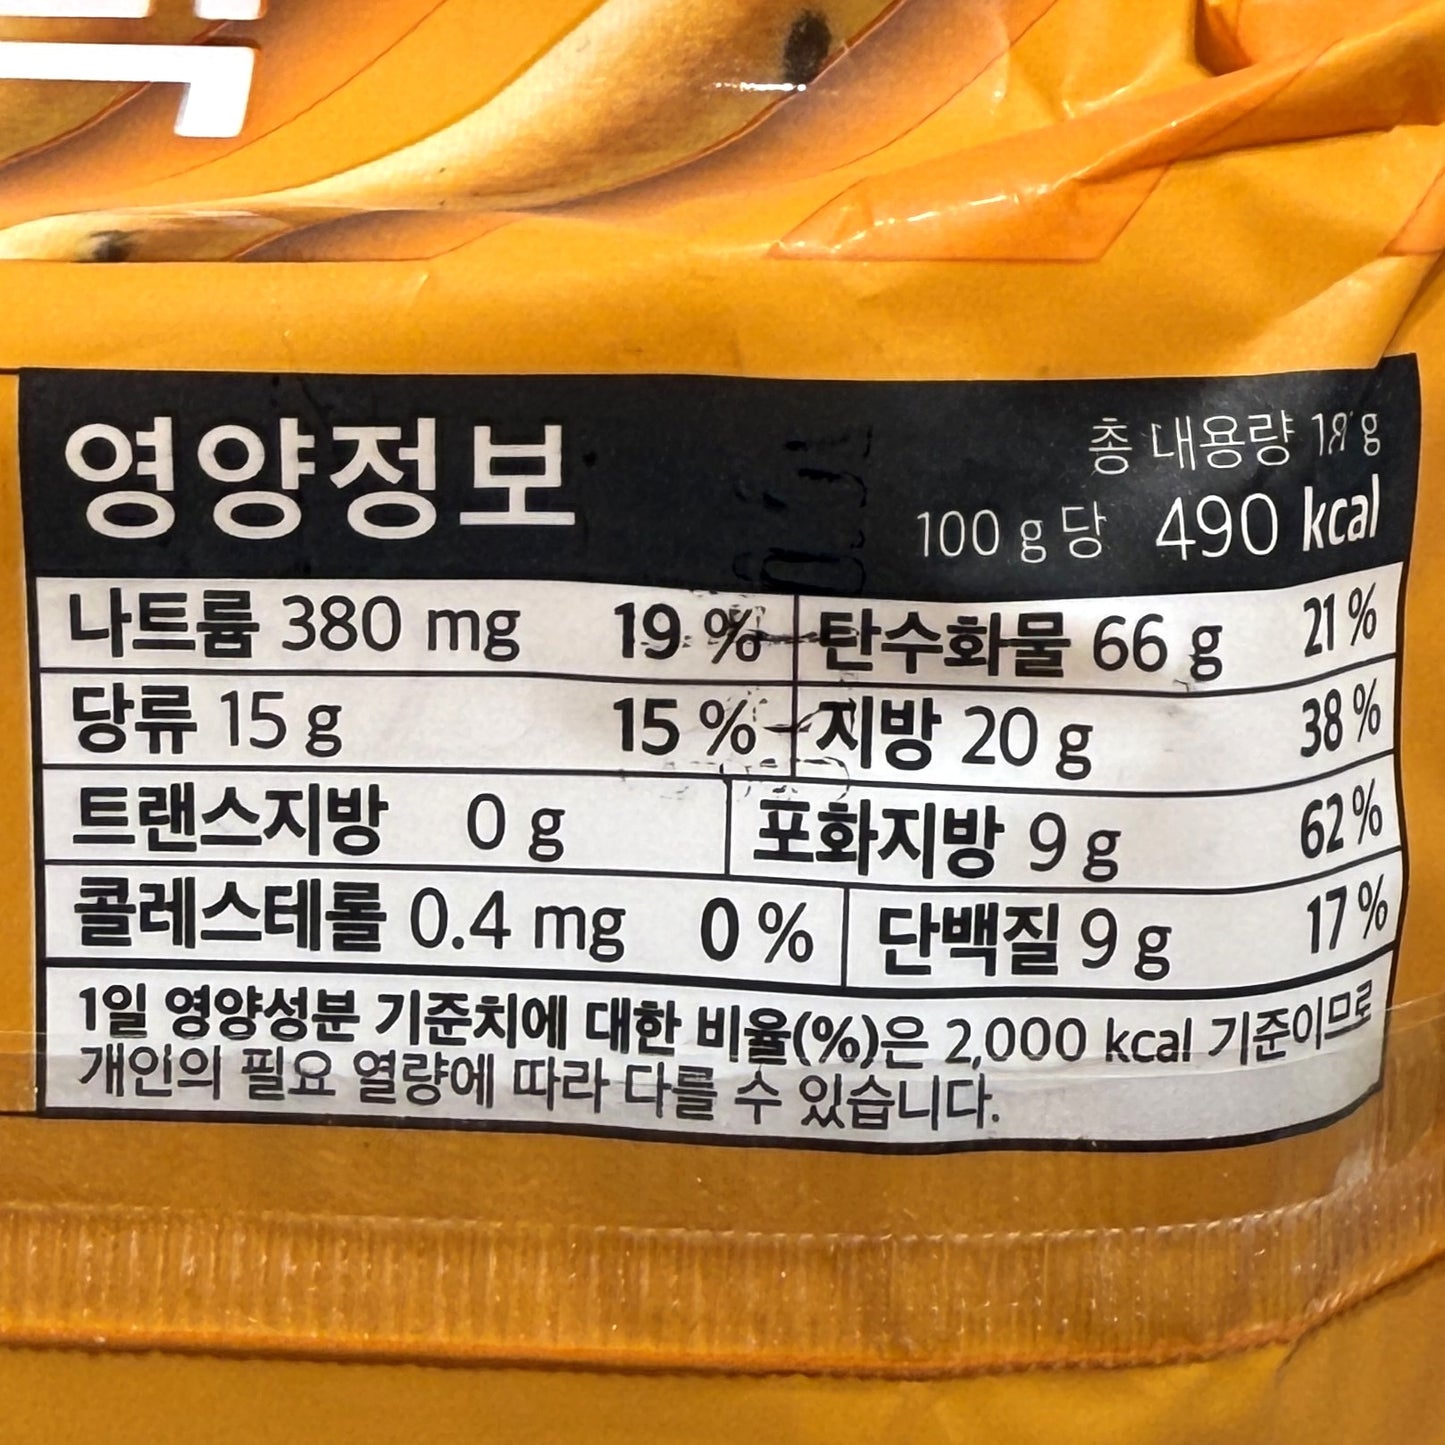 영양정보
총 내용량 g
100 g 당 490 kcal
나트륨 380 mg 19 % 탄수화물 66 g 21 %
당류 15 g 15 % 지방 20 g 38 %
트랜스지방 0 g 포화지방 9 g 62 %
콜레스테롤 0.4 mg 0 % 단백질 9 g 17 %
1일 영양성분 기준치에 대한 비율(%)은 2,000 kcal 기준이므로
개인의 필요 열량에 따라 다를 수 있습니다.